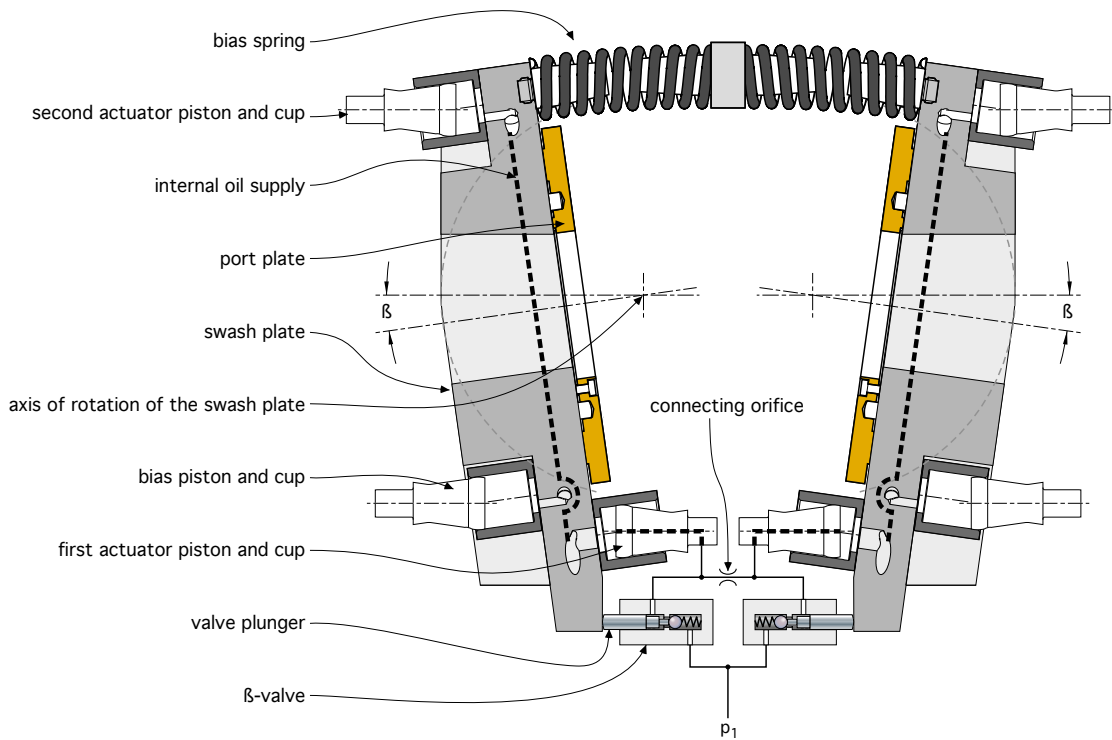 bias spring
second actuator piston and cup
internal oil supply
port plate
ß
ß
swash plate
axis of rotation of the swash plate
connecting orifice
bias piston and cup
first actuator piston and cup
valve plunger
ß-valve
p1